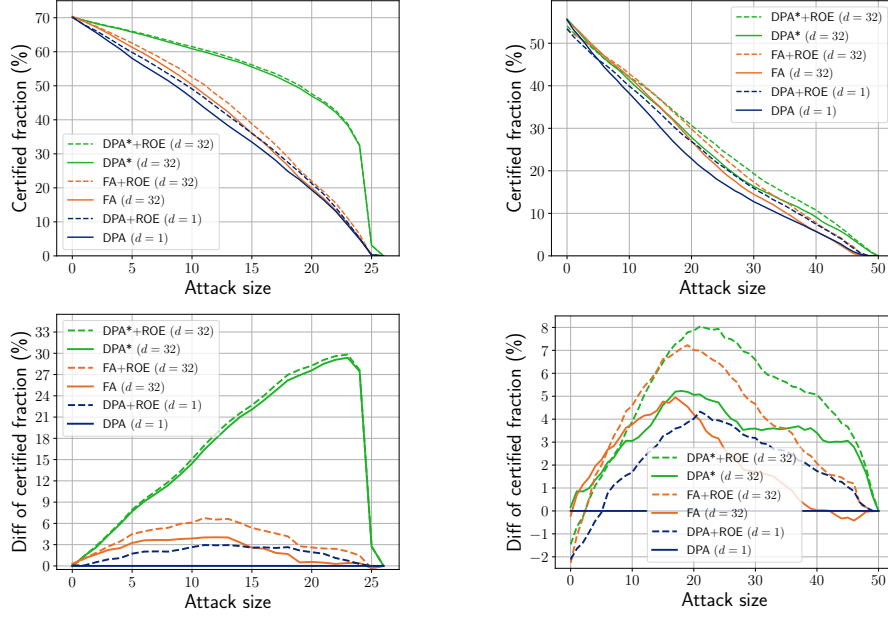 Certified fraction (%)
70
60
50
40
30
20
10
0
DPA*+ROE (d = 32)
DPA* (d = 32)
FA+ROE (d = 32)
FA (d = 32)
DPA+ROE (d = 1)
DPA (d = 1)
0 5 10 15 20 25
Attack size
Certified fraction (%)
50
40
30
20
10
0
DPA*+ROE (d = 32)
DPA* (d = 32)
FA+ROE (d = 32)
FA (d = 32)
DPA+ROE (d = 1)
DPA (d = 1)
0 10 20 30 40 50
Attack size
Diff of certified fraction (%)
33
30
27
24
21
18
15
12
9
6
3
0
DPA*+ROE (d = 32)
DPA* (d = 32)
FA+ROE (d = 32)
FA (d = 32)
DPA+ROE (d = 1)
DPA (d = 1)
0 5 10 15 20 25
Attack size
Diff of certified fraction (%)
8
7
6
5
4
3
2
1
0
−1
−2
DPA*+ROE (d = 32)
DPA* (d = 32)
FA+ROE (d = 32)
FA (d = 32)
DPA+ROE (d = 1)
DPA (d = 1)
0 10 20 30 40 50
Attack size